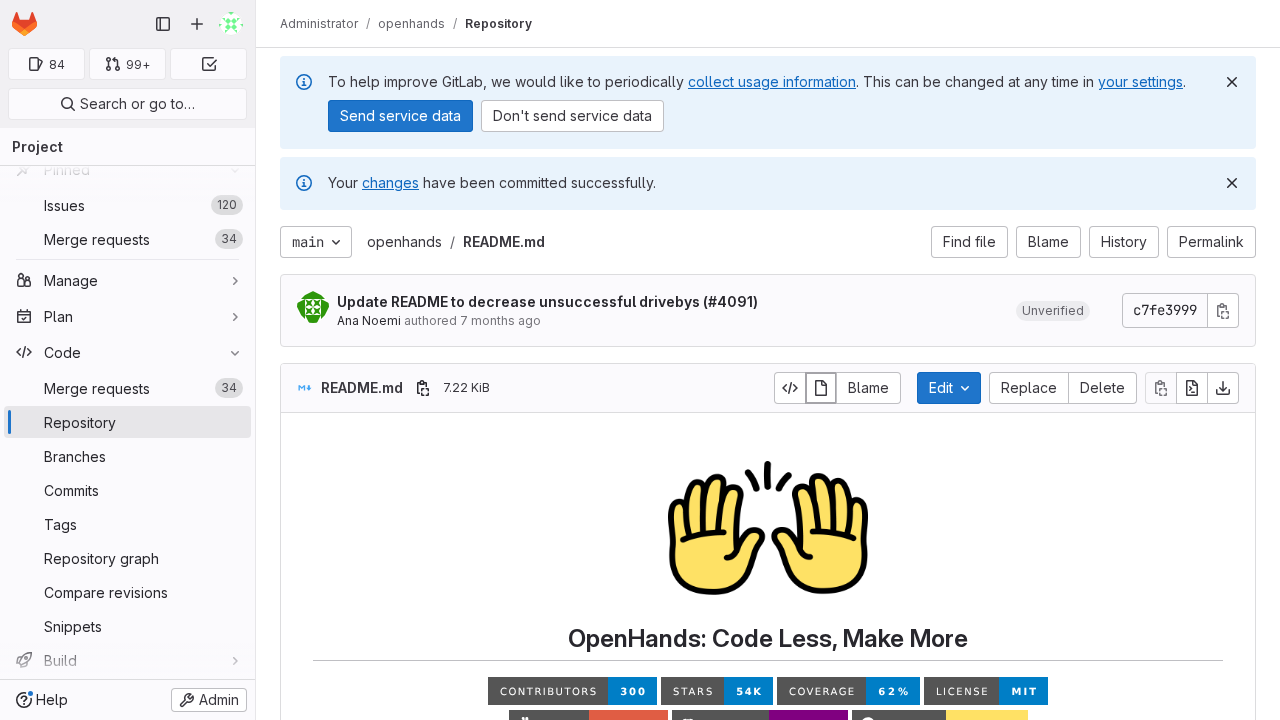 Administrator / openhands / Repository
84
99+
Search or go to…
Project
Pinned
Issues 120
Merge requests 34
Manage
Plan
Code
Merge requests 34
Repository
Branches
Commits
Tags
Repository graph
Compare revisions
Snippets
Build
Help
Admin
To help improve GitLab, we would like to periodically collect usage information. This can be changed at any time in your settings.
Send service data
Don't send service data
Your changes have been committed successfully.
main
openhands / README.md
Find file
Blame
History
Permalink
Update README to decrease unsuccessful drivebys (#4091)
Ana Noemi authored 7 months ago
Unverified
c7fe3999
README.md
7.22 KiB
Blame
Edit
Replace
Delete
OpenHands: Code Less, Make More
CONTRIBUTORS 300
STARS 54K
COVERAGE 62%
LICENSE MIT